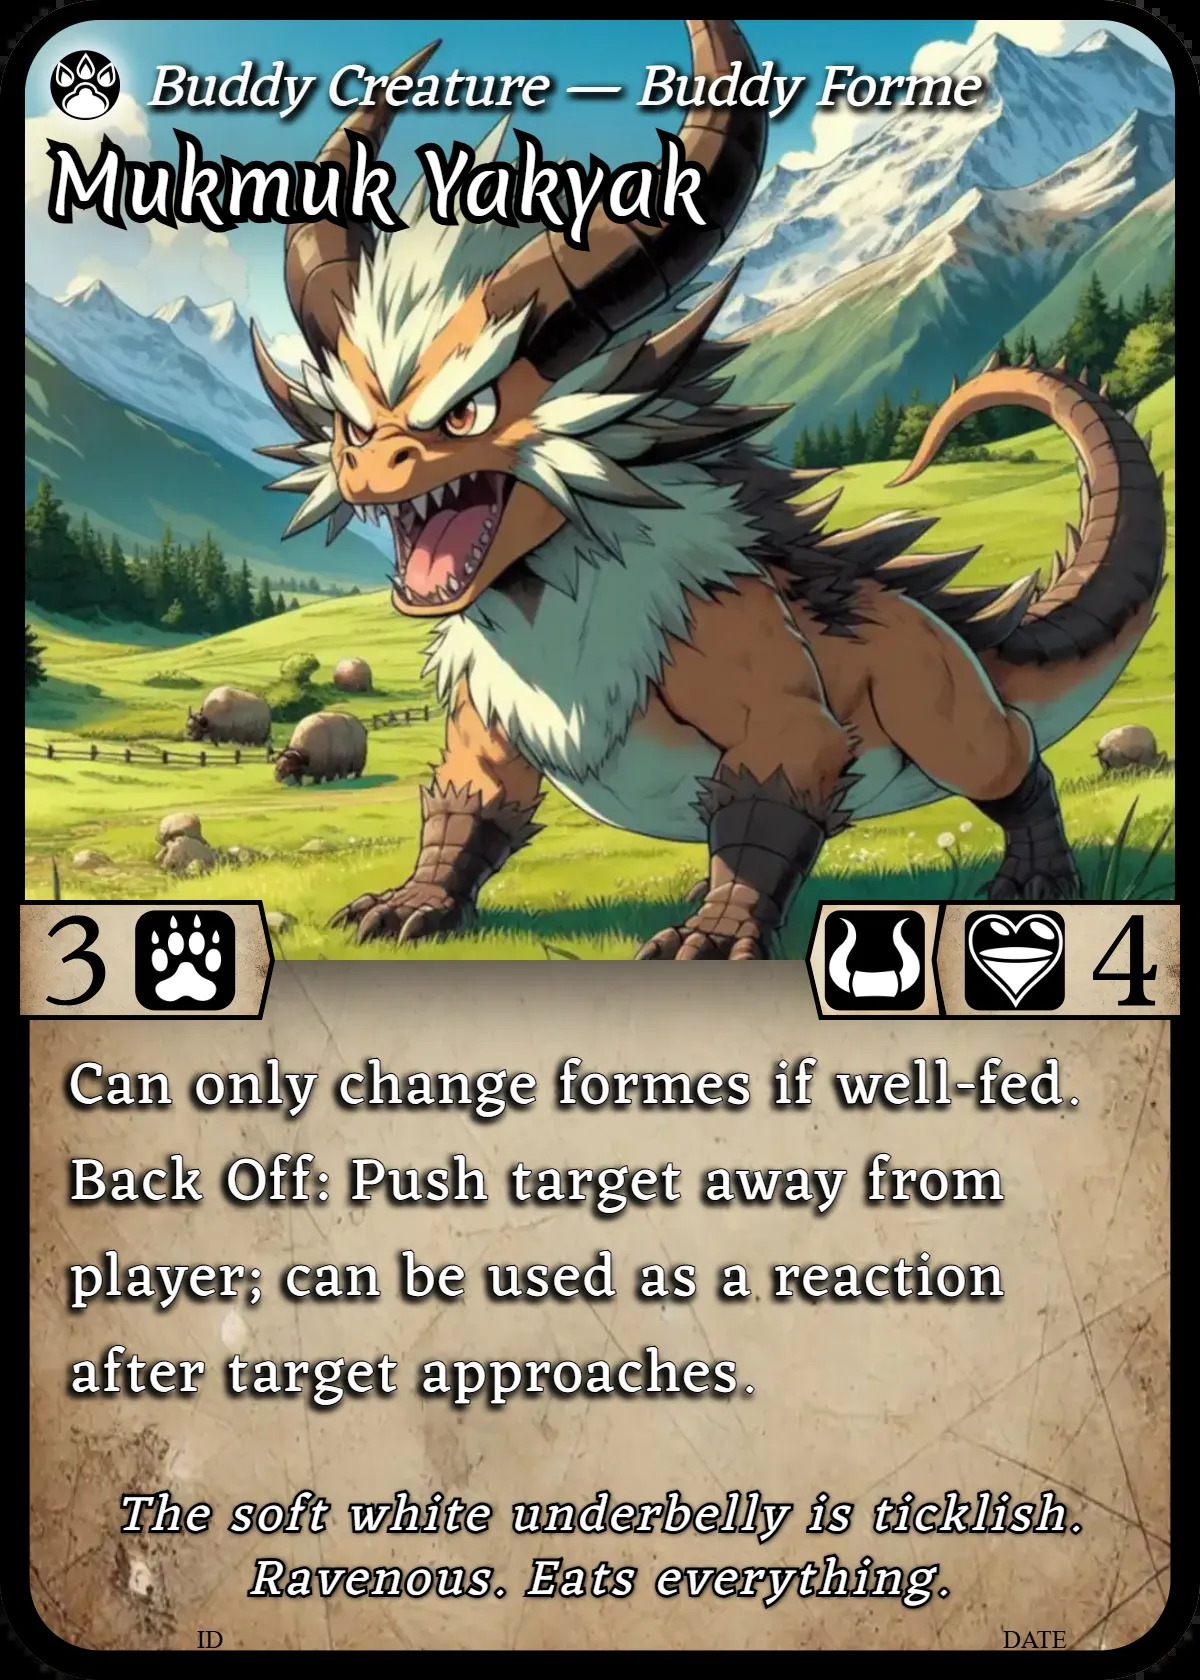 Buddy Creature — Buddy Forme
Mukmuk Yakyak
3
4
Can only change formes if well-fed.
Back Off: Push target away from
player; can be used as a reaction
after target approaches.
The soft white underbelly is ticklish.
Ravenous. Eats everything.
ID
DATE